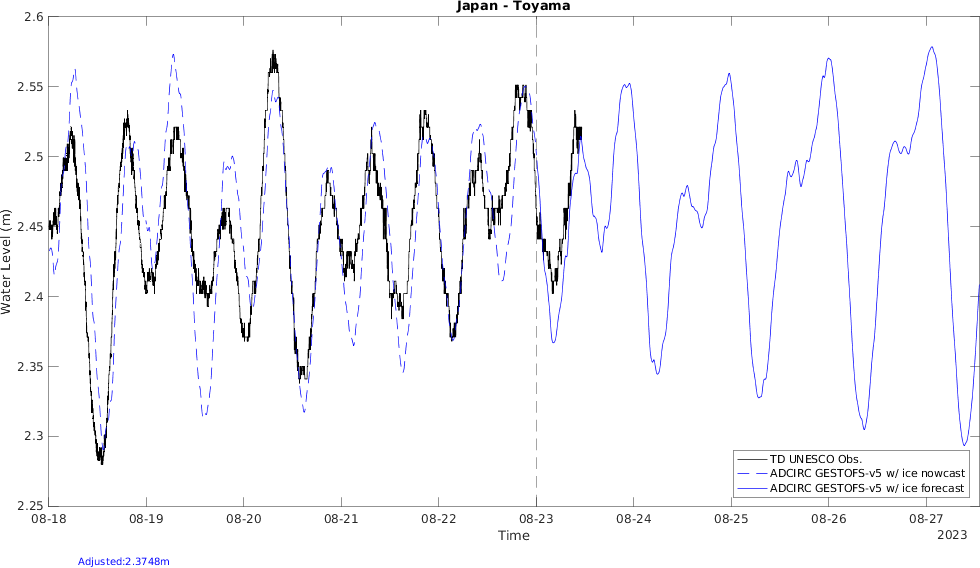 Japan - Toyama
2.6
2.55
2.5
2.45
2.4
2.35
2.3
2.25
Water Level (m)
08-18 08-19 08-20 08-21 08-22 08-23 08-24 08-25 08-26 08-27
2023
Time
TD UNESCO Obs.
ADCIRC GESTOFS-v5 w/ ice nowcast
ADCIRC GESTOFS-v5 w/ ice forecast
Adjusted:2.3748m